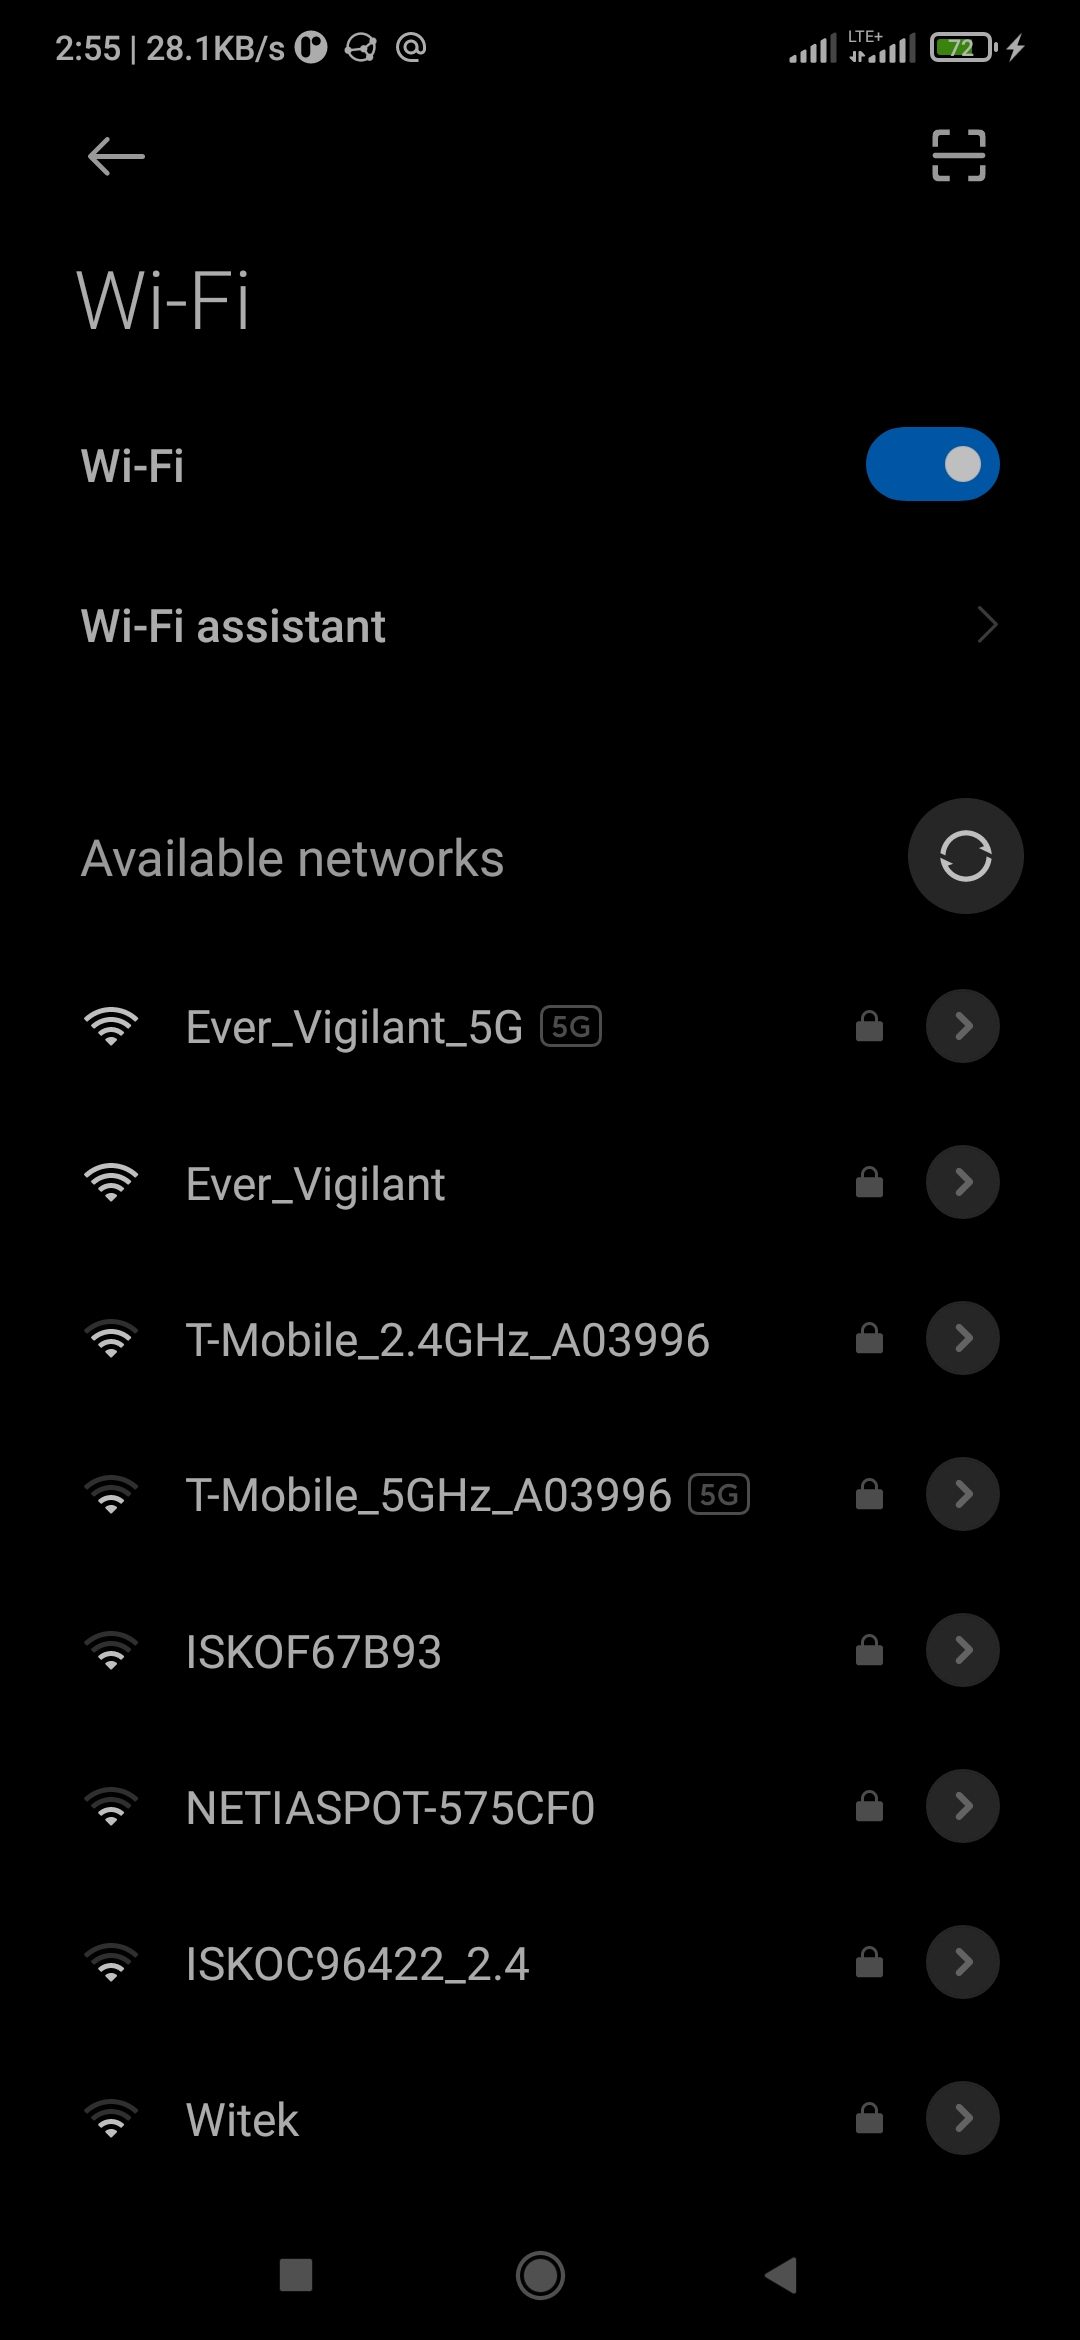 2:55 | 28.1KB/s @ LTE+ 72
Wi-Fi
Wi-Fi
Wi-Fi assistant
Available networks
Ever_Vigilant_5G 5G
Ever_Vigilant
T-Mobile_2.4GHz_A03996
T-Mobile_5GHz_A03996 5G
ISKOF67B93
NETIASPOT-575CF0
ISKOC96422_2.4
Witek